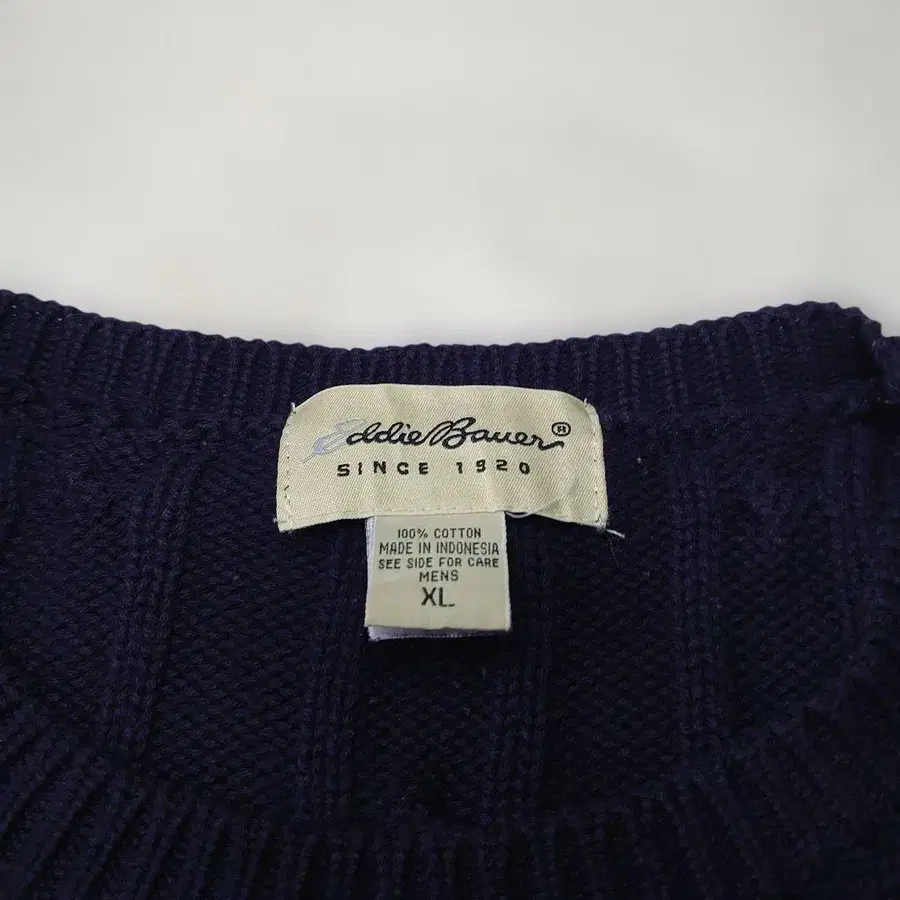 Eddie Bauer®
SINCE 1920
100% COTTON
MADE IN INDONESIA
SEE SIDE FOR CARE
MENS
XL